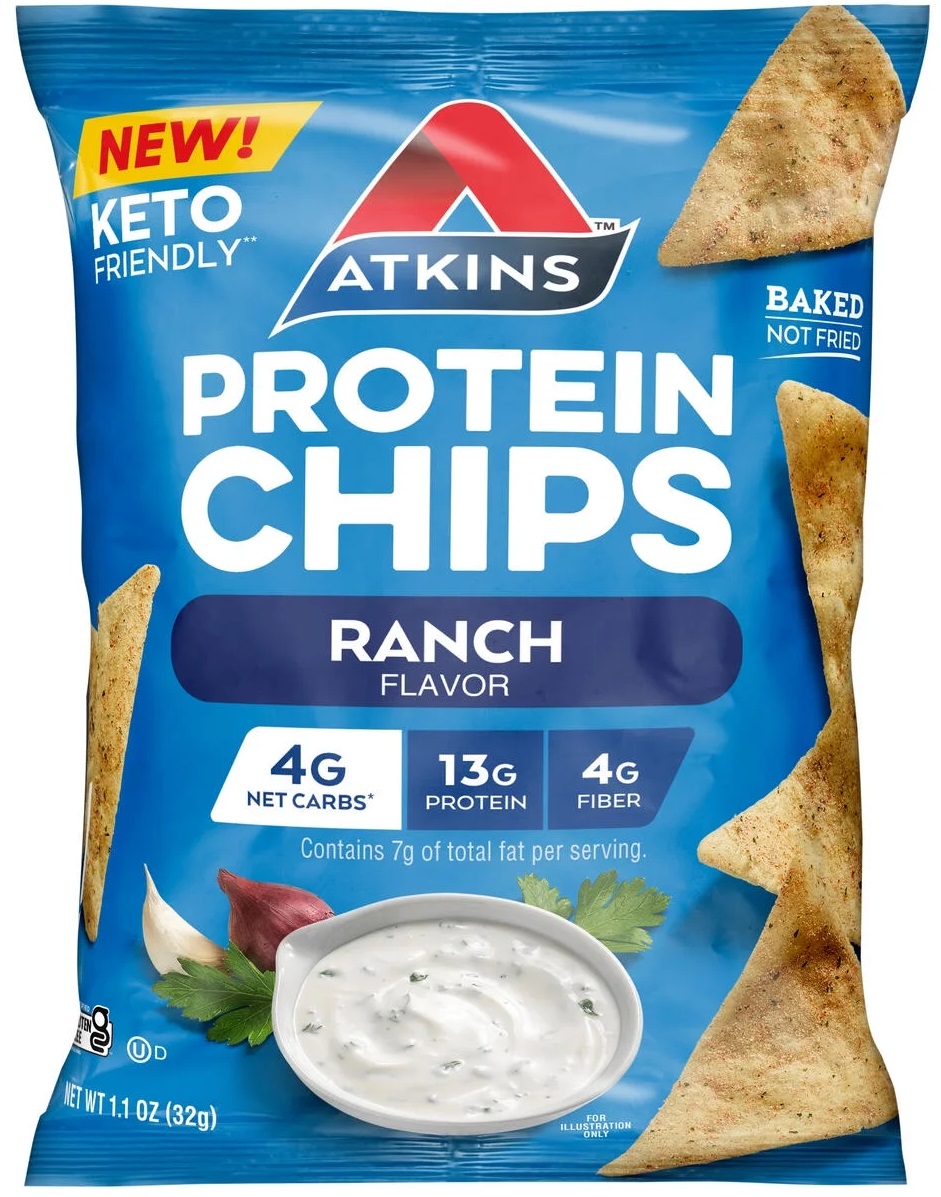 NEW!
KETO
FRIENDLY**
ATKINS™
BAKED
NOT FRIED
PROTEIN
CHIPS
RANCH
FLAVOR
4G
NET CARBS*
13G
PROTEIN
4G
FIBER
Contains 7g of total fat per serving.
U D
NET WT 1.1 OZ (32g)
FOR
ILLUSTRATION
ONLY